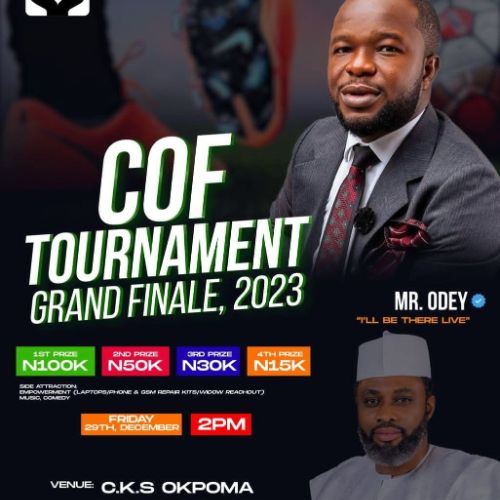 COF
TOURNAMENT
GRAND FINALE, 2023
MR. ODEY
"I'LL BE THERE LIVE"
1ST PRIZE
N100K
2ND PRIZE
N50K
3RD PRIZE
N30K
4TH PRIZE
N15K
SIDE ATTRACTION:
EMPOWERMENT (LAPTOPS/PHONE & GSM REPAIR KITS/WIDOW REACHOUT)
MUSIC, COMEDY
FRIDAY
29TH, DECEMBER
2PM
VENUE: C.K.S OKPOMA